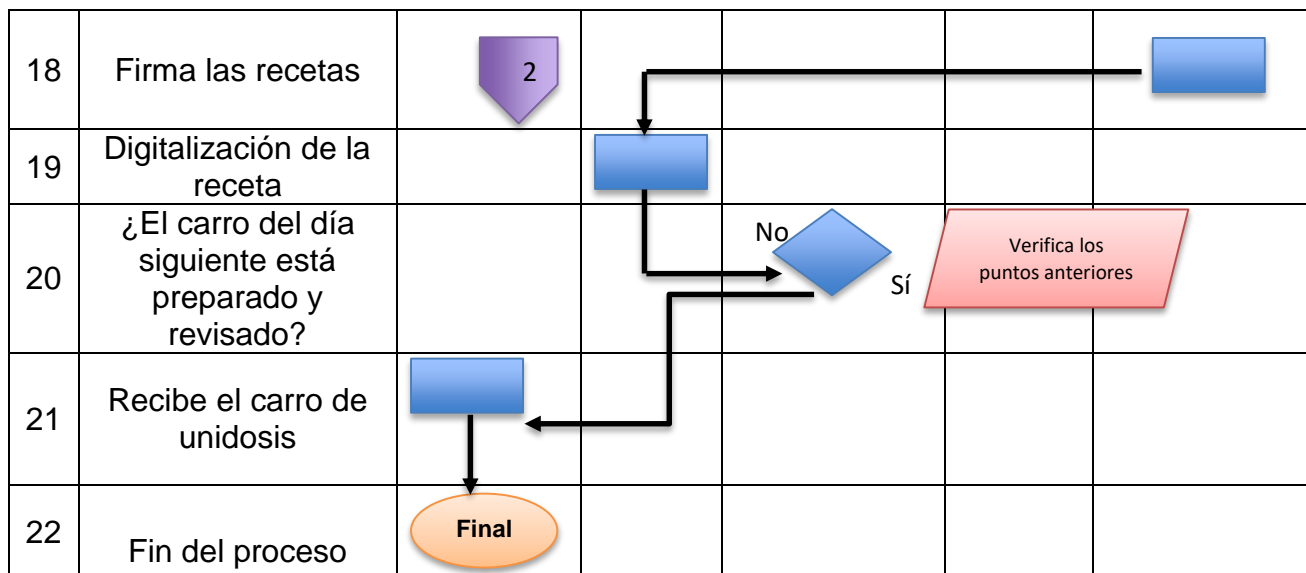 18
Firma las recetas
2
19
Digitalización de la
receta
20
¿El carro del día
siguiente está
preparado y
revisado?
No
Sí
Verifica los
puntos anteriores
21
Recibe el carro de
unidosis
22
Fin del proceso
Final